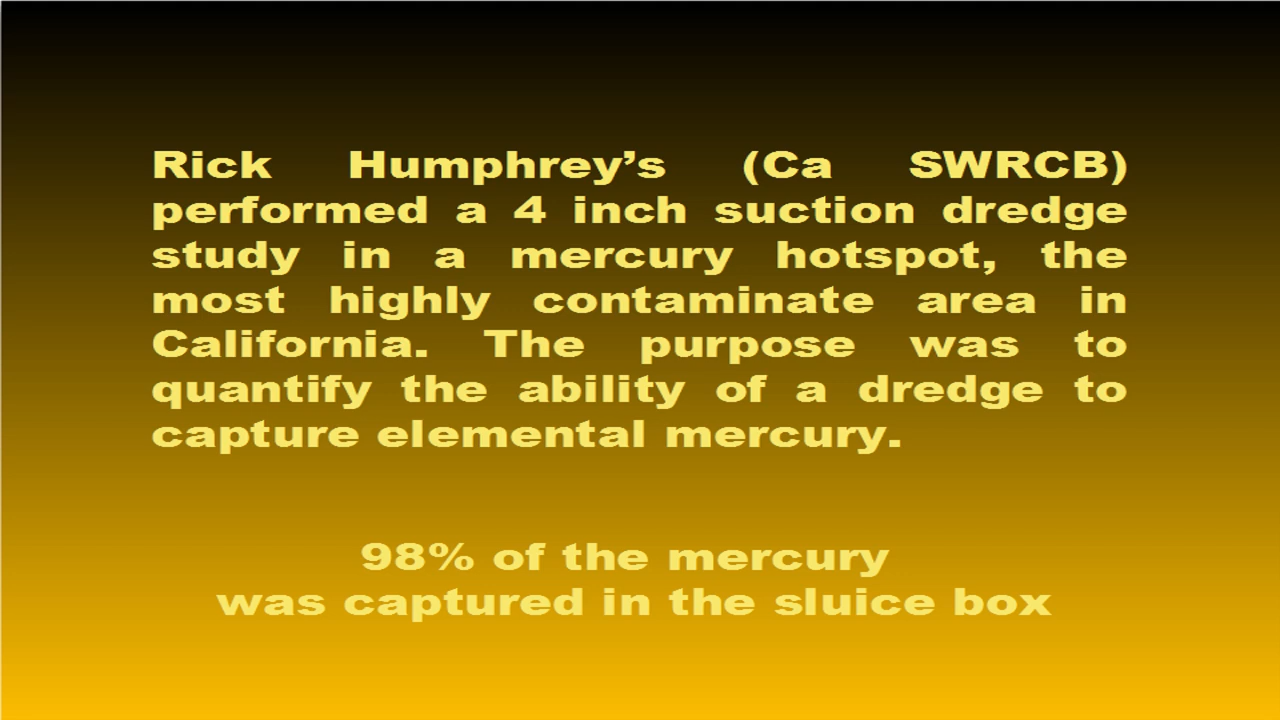 Rick Humphrey’s (Ca SWRCB)
performed a 4 inch suction dredge
study in a mercury hotspot, the
most highly contaminate area in
California. The purpose was to
quantify the ability of a dredge to
capture elemental mercury.
98% of the mercury
was captured in the sluice box